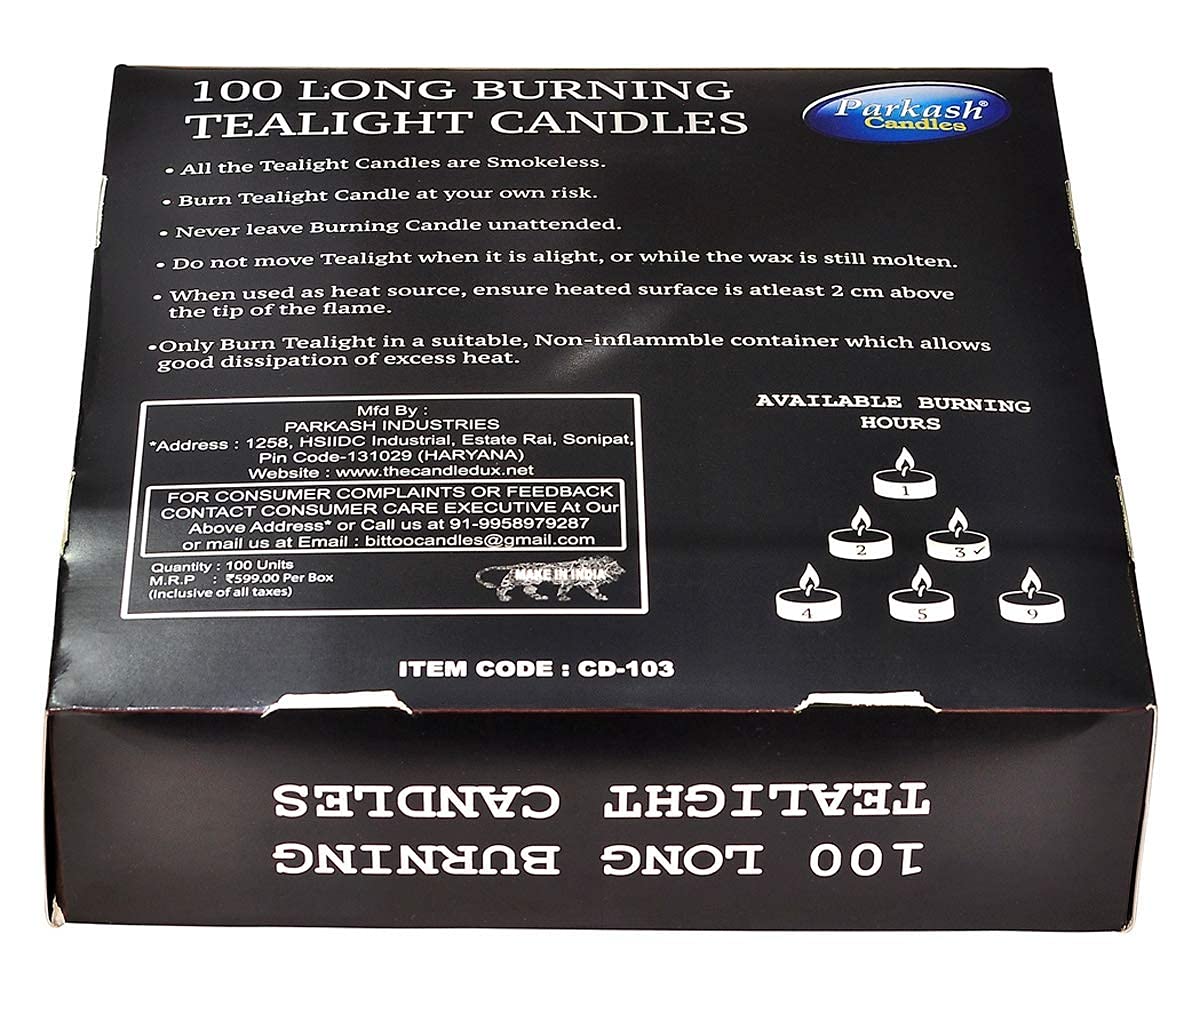 100 LONG BURNING
TEALIGHT CANDLES
Parkash®
Candles
• All the Tealight Candles are Smokeless.
• Burn Tealight Candle at your own risk.
• Never leave Burning Candle unattended.
• Do not move Tealight when it is alight, or while the wax is still molten.
• When used as heat source, ensure heated surface is atleast 2 cm above
the tip of the flame.
•Only Burn Tealight in a suitable, Non-inflammble container which allows
good dissipation of excess heat.
Mfd By :
PARKASH INDUSTRIES
*Address : 1258, HSIIDC Industrial, Estate Rai, Sonipat,
Pin Code-131029 (HARYANA)
Website : www.thecandledux.net
FOR CONSUMER COMPLAINTS OR FEEDBACK
CONTACT CONSUMER CARE EXECUTIVE At Our
Above Address* or Call us at 91-9958979287
or mail us at Email : bittoocandles@gmail.com
Quantity : 100 Units
M.R.P : ₹599.00 Per Box
(Inclusive of all taxes)
MAKE IN INDIA
AVAILABLE BURNING
HOURS
1
2
3 ✓
4
5
9
ITEM CODE : CD-103
100 LONG BURNING
TEALIGHT CANDLES